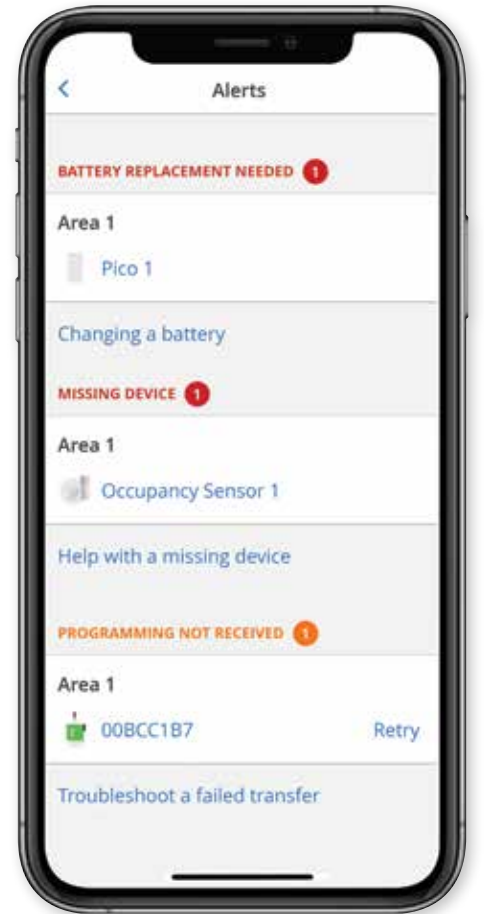 Alerts
BATTERY REPLACEMENT NEEDED 1
Area 1
Pico 1
Changing a battery
MISSING DEVICE 1
Area 1
Occupancy Sensor 1
Help with a missing device
PROGRAMMING NOT RECEIVED 1
Area 1
00BCC1B7 Retry
Troubleshoot a failed transfer